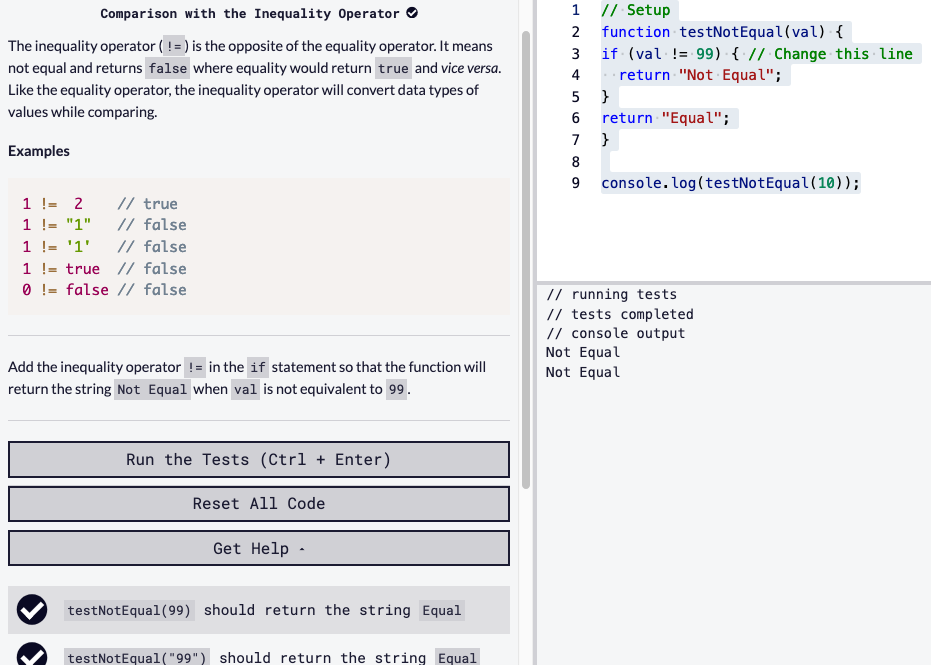 Comparison with the Inequality Operator
The inequality operator (!=) is the opposite of the equality operator. It means
not equal and returns false where equality would return true and vice versa.
Like the equality operator, the inequality operator will convert data types of
values while comparing.
Examples
1 !=  2    // true
1 != "1"   // false
1 != '1'   // false
1 != true  // false
0 != false // false
Add the inequality operator != in the if statement so that the function will
return the string Not Equal when val is not equivalent to 99.
Run the Tests (Ctrl + Enter)
Reset All Code
Get Help
testNotEqual(99) should return the string Equal
testNotEqual("99") should return the string Equal
1 // Setup
2 function testNotEqual(val) {
3 if (val != 99) { // Change this line
4   return "Not Equal";
5 }
6 return "Equal";
7 }
8
9 console.log(testNotEqual(10));
// running tests
// tests completed
// console output
Not Equal
Not Equal